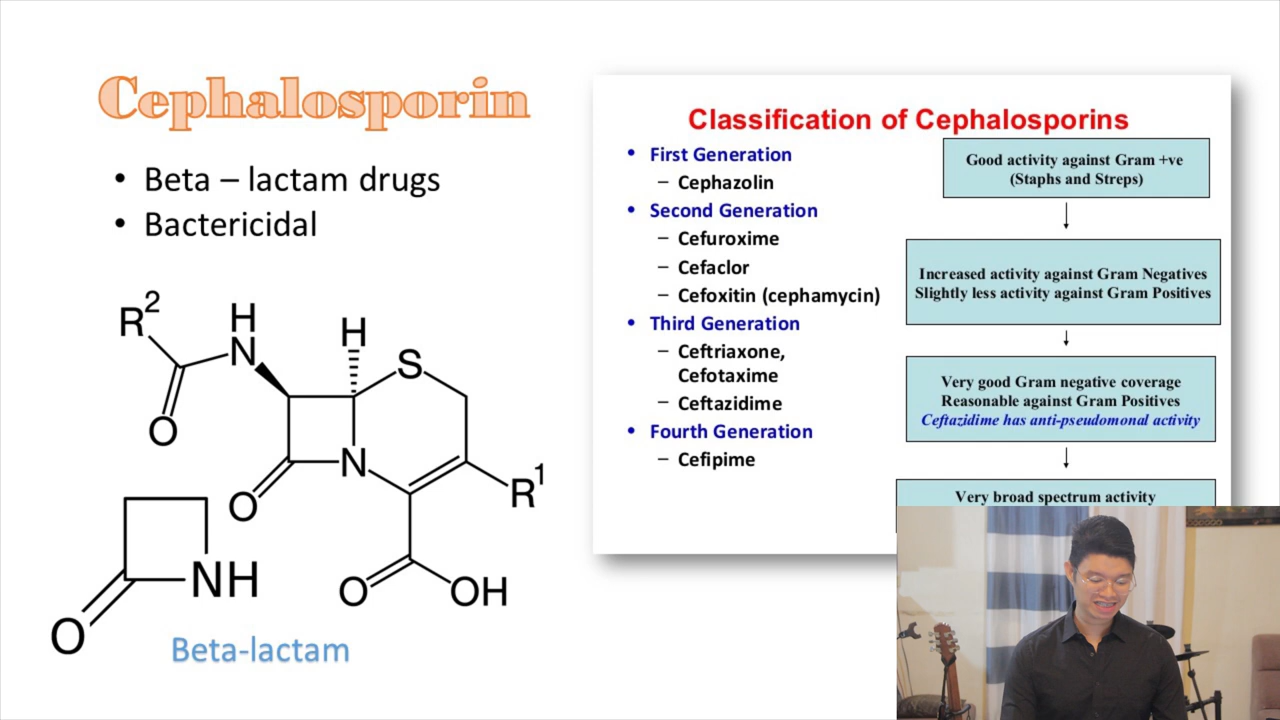 Cephalosporin
• Beta – lactam drugs
• Bactericidal
R2
H
N
H
S
O
N
O
R1
O
OH
NH
O
Beta-lactam
Classification of Cephalosporins
• First Generation
– Cephazolin
• Second Generation
– Cefuroxime
– Cefaclor
– Cefoxitin (cephamycin)
• Third Generation
– Ceftriaxone,
Cefotaxime
– Ceftazidime
• Fourth Generation
– Cefipime
Good activity against Gram +ve
(Staphs and Streps)
Increased activity against Gram Negatives
Slightly less activity against Gram Positives
Very good Gram negative coverage
Reasonable against Gram Positives
Ceftazidime has anti-pseudomonal activity
Very broad spectrum activity